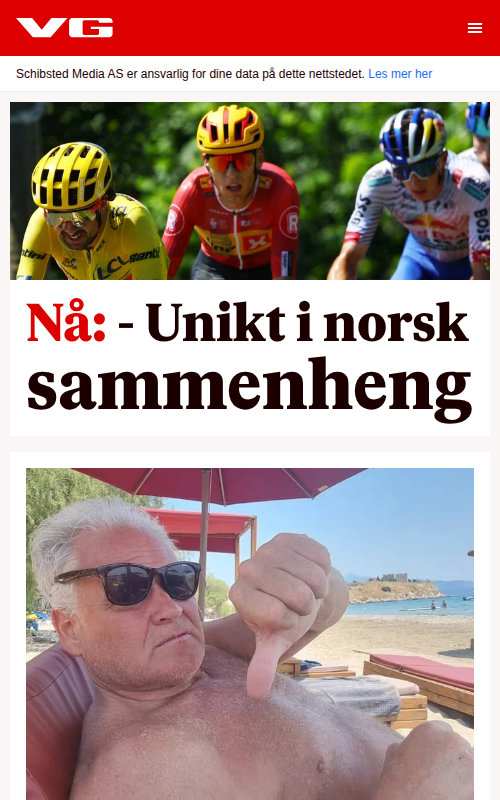 VG
Schibsted Media AS er ansvarlig for dine data på dette nettstedet. Les mer her
Nå: - Unikt i norsk
sammenheng